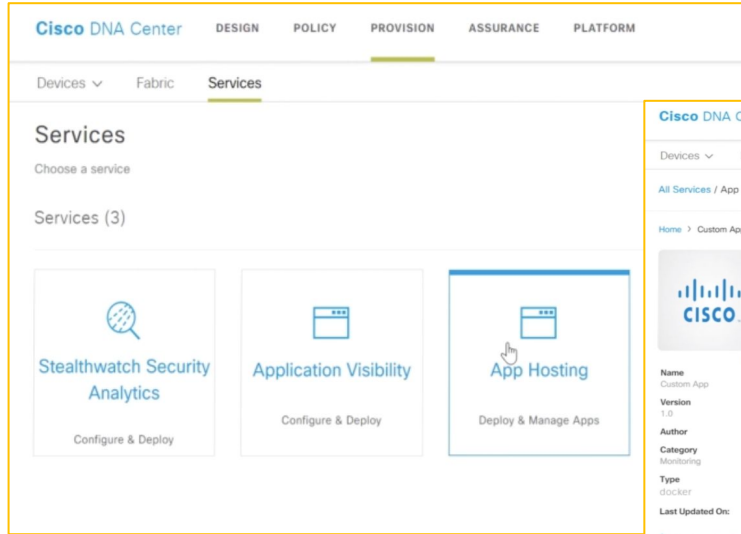 Cisco DNA Center DESIGN POLICY PROVISION ASSURANCE PLATFORM
Devices Fabric Services
Services
Choose a service
Services (3)
Stealthwatch Security
Analytics
Configure & Deploy
Application Visibility
Configure & Deploy
App Hosting
Deploy & Manage Apps
Cisco DNA
Devices
All Services / App
Home > Custom
CISCO
Name
Custom App
Version
1.0
Author
Category
Monitoring
Type
docker
Last Updated On: